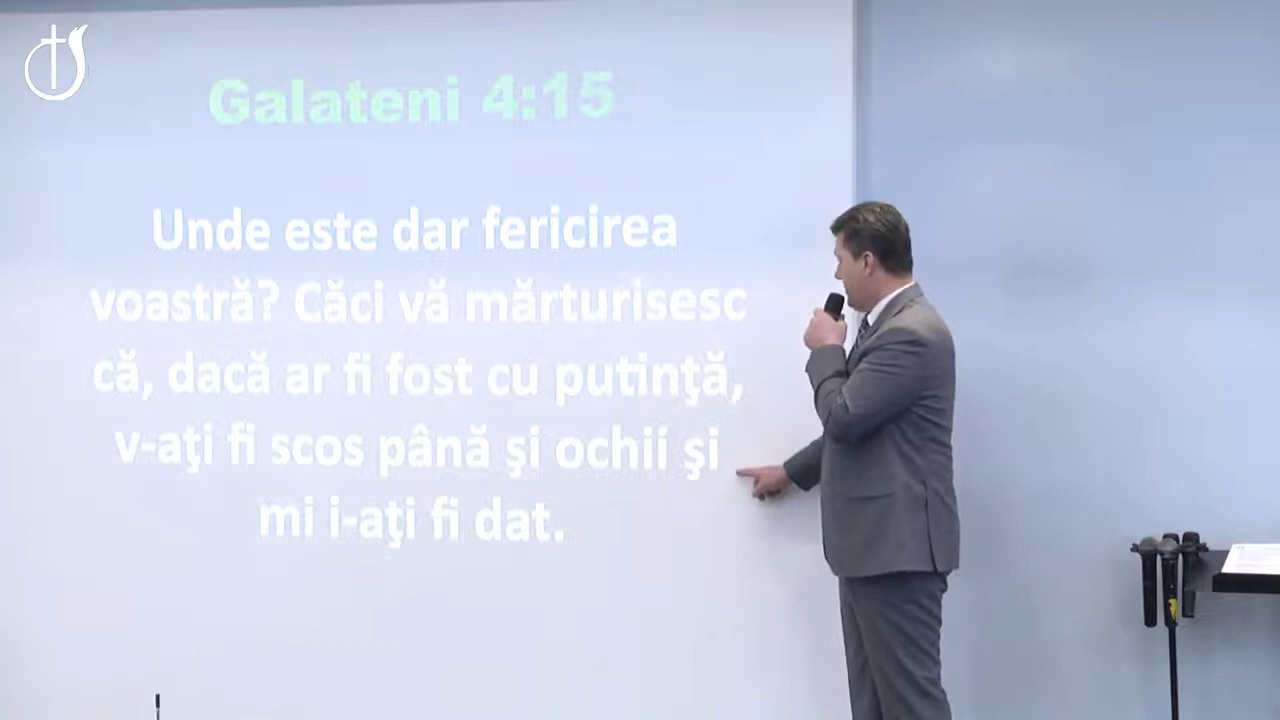 Galateni 4:15
Unde este dar fericirea
voastră? Căci vă mărturisesc
că, dacă ar fi fost cu putinţă,
v-aţi fi scos până şi ochii şi
mi i-aţi fi dat.